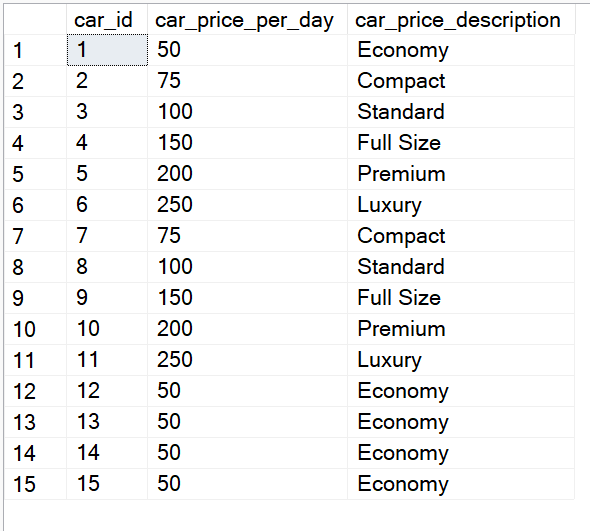 car_id car_price_per_day car_price_description
1 1 50 Economy
2 2 75 Compact
3 3 100 Standard
4 4 150 Full Size
5 5 200 Premium
6 6 250 Luxury
7 7 75 Compact
8 8 100 Standard
9 9 150 Full Size
10 10 200 Premium
11 11 250 Luxury
12 12 50 Economy
13 13 50 Economy
14 14 50 Economy
15 15 50 Economy